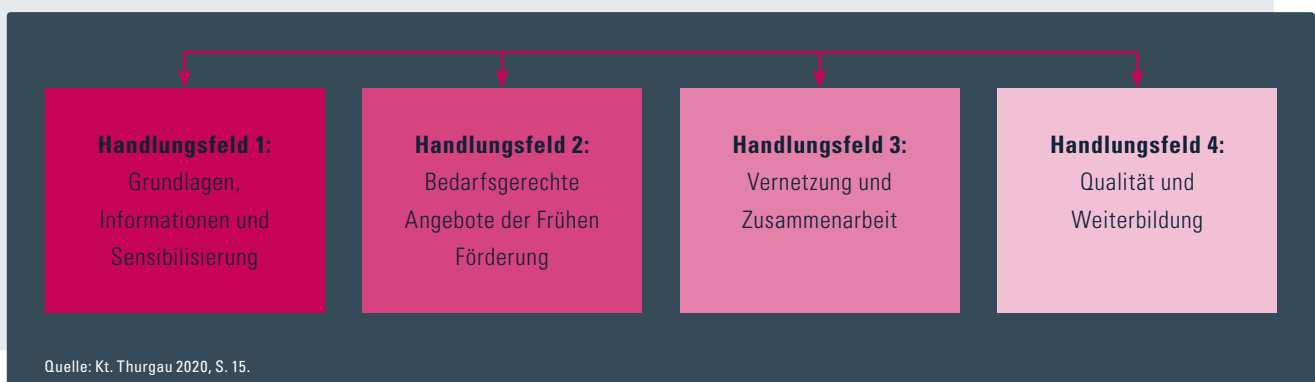 Handlungsfeld 1:
Grundlagen,
Informationen und
Sensibilisierung
Handlungsfeld 2:
Bedarfsgerechte
Angebote der Frühen
Förderung
Handlungsfeld 3:
Vernetzung und
Zusammenarbeit
Handlungsfeld 4:
Qualität und
Weiterbildung
Quelle: Kt. Thurgau 2020, S. 15.